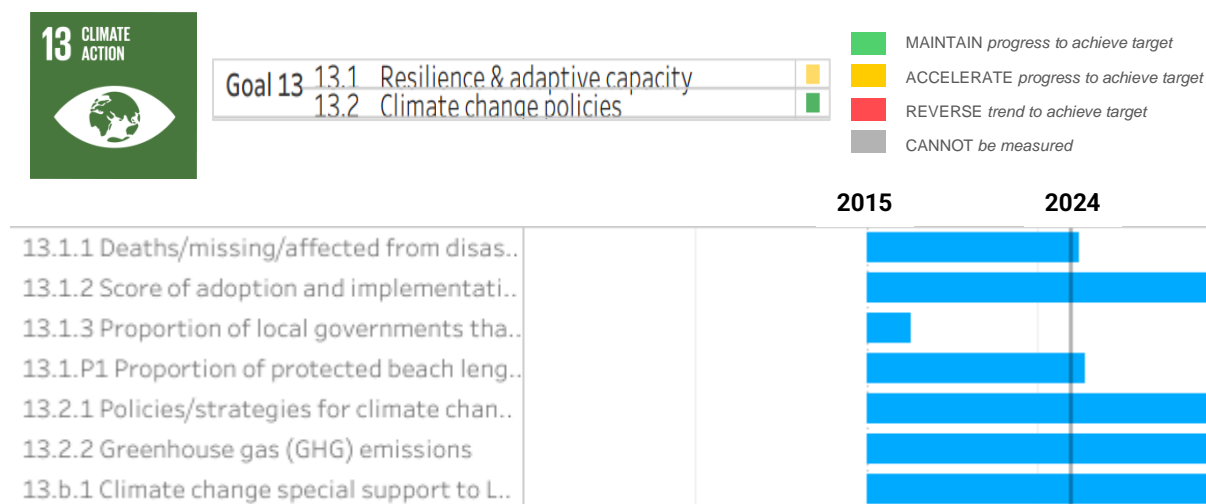 13 CLIMATE
ACTION
Goal 13 13.1 Resilience & adaptive capacity
13.2 Climate change policies
MAINTAIN progress to achieve target
ACCELERATE progress to achieve target
REVERSE trend to achieve target
CANNOT be measured
2015 2024
13.1.1 Deaths/missing/affected from disas..
13.1.2 Score of adoption and implementati..
13.1.3 Proportion of local governments tha..
13.1.P1 Proportion of protected beach leng..
13.2.1 Policies/strategies for climate chan..
13.2.2 Greenhouse gas (GHG) emissions
13.b.1 Climate change special support to L..